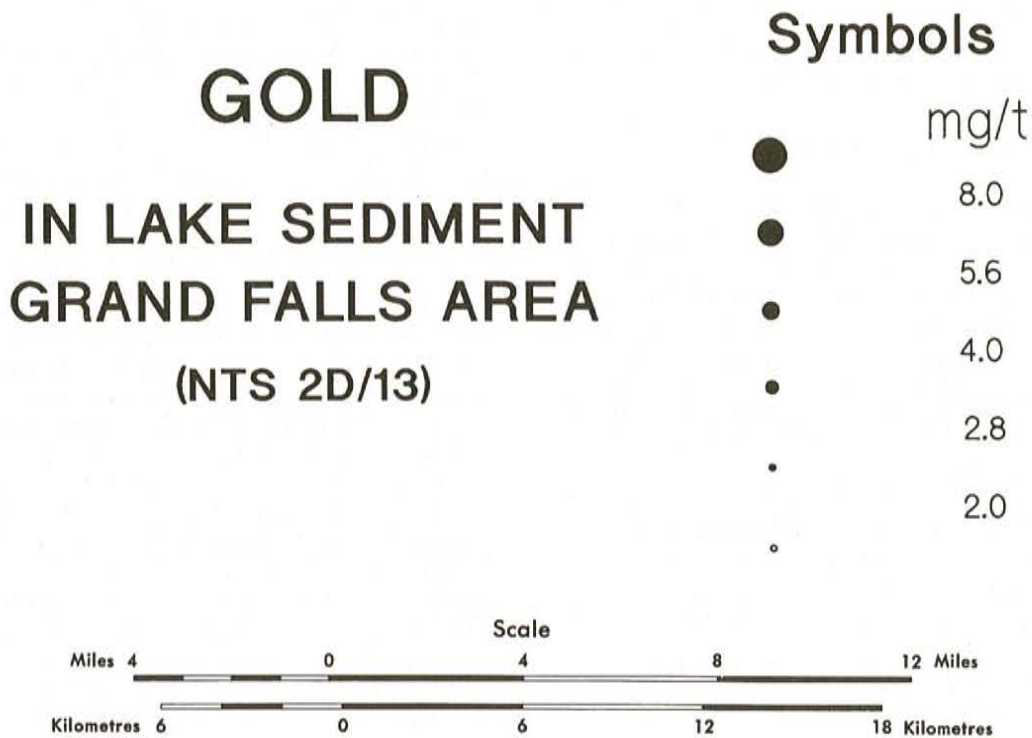 GOLD
IN LAKE SEDIMENT
GRAND FALLS AREA
(NTS 2D/13)
Symbols
mg/t
8.0
5.6
4.0
2.8
2.0
Scale
Miles 4 0 4 8 12 Miles
Kilometres 6 0 6 12 18 Kilometres